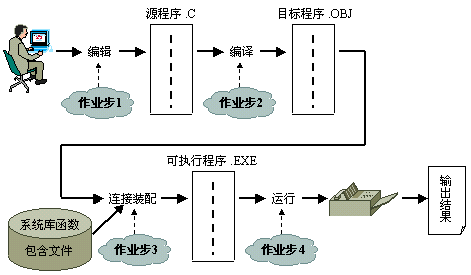 源程序 .C
目标程序 .OBJ
编辑
编译
作业步1
作业步2
可执行程序 .EXE
连接装配
运行
输出结果
系统库函数
包含文件
作业步3
作业步4